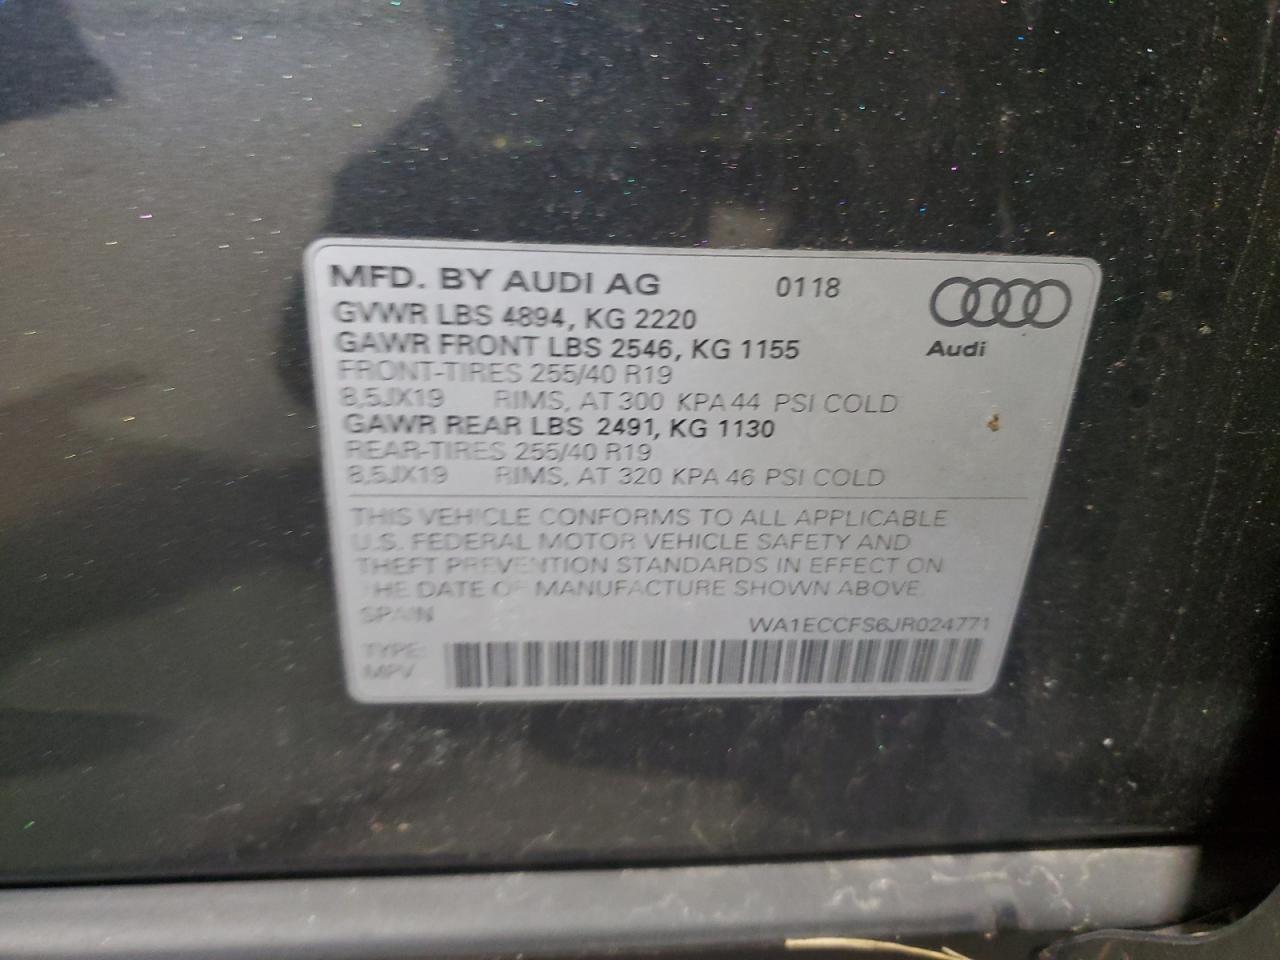 MFD. BY AUDI AG 0118
GVWR LBS 4894, KG 2220
GAWR FRONT LBS 2546, KG 1155
Audi
FRONT-TIRES 255/40 R19
8,5JX19 RIMS, AT 300 KPA 44 PSI COLD
GAWR REAR LBS 2491, KG 1130
REAR-TIRES 255/40 R19
8,5JX19 RIMS, AT 320 KPA 46 PSI COLD
THIS VEHICLE CONFORMS TO ALL APPLICABLE
U.S. FEDERAL MOTOR VEHICLE SAFETY AND
THEFT PREVENTION STANDARDS IN EFFECT ON
THE DATE OF MANUFACTURE SHOWN ABOVE.
SPAIN
WA1ECCFS6JR024771
TYPE:
MPV